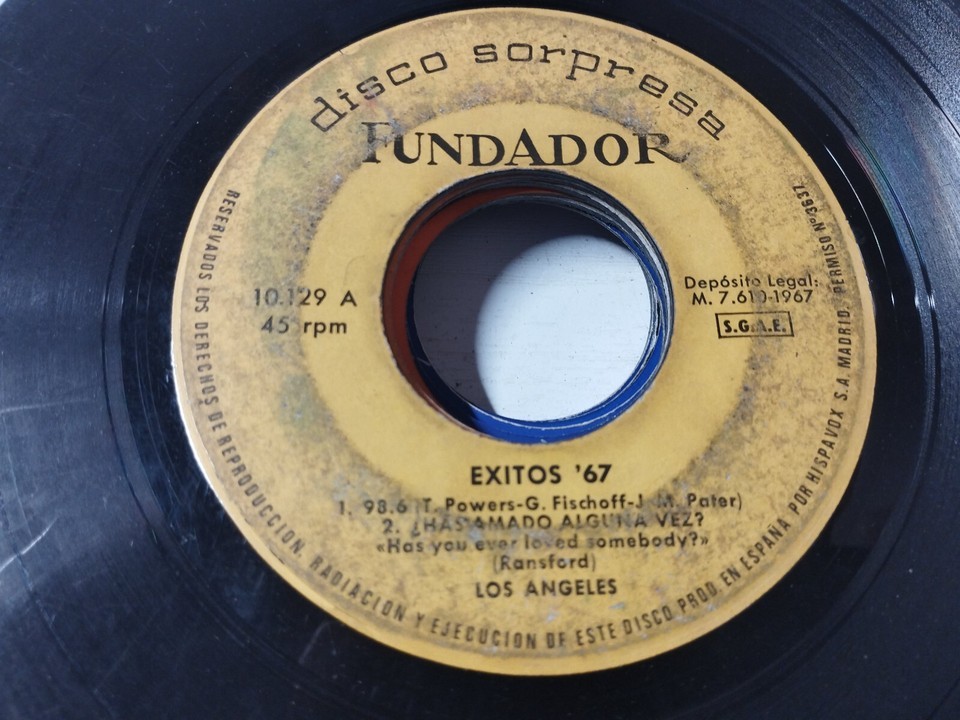 disco sorpresa
FUNDADOR
10.129 A
45 rpm
Depósito Legal:
M. 7.610-1967
S.G.A.E.
EXITOS '67
1. 98.6 (T. Powers-G. Fischoff-J. M. Pater)
2. ¿HAS AMADO ALGUNA VEZ?
«Has you ever loved somebody?»
(Ransford)
LOS ANGELES
RESERVADOS LOS DERECHOS DE REPRODUCCION, RADIACION Y EJECUCION DE ESTE DISCO PROD. EN ESPAÑA POR HISPAVOX S.A. MADRID. PERMISO Nº 3637